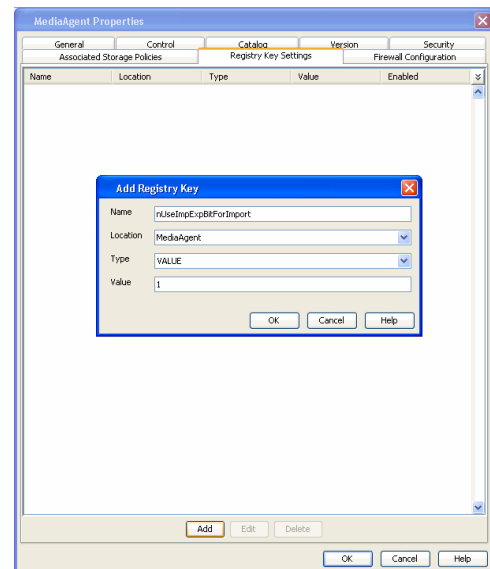 MediaAgent Properties
General Control Catalog Version Security
Associated Storage Policies Registry Key Settings Firewall Configuration
Name Location Type Value Enabled
Add Registry Key
Name nUseImpExpBitForImport
Location MediaAgent
Type VALUE
Value 1
OK Cancel Help
Add Edit Delete
OK Cancel Help